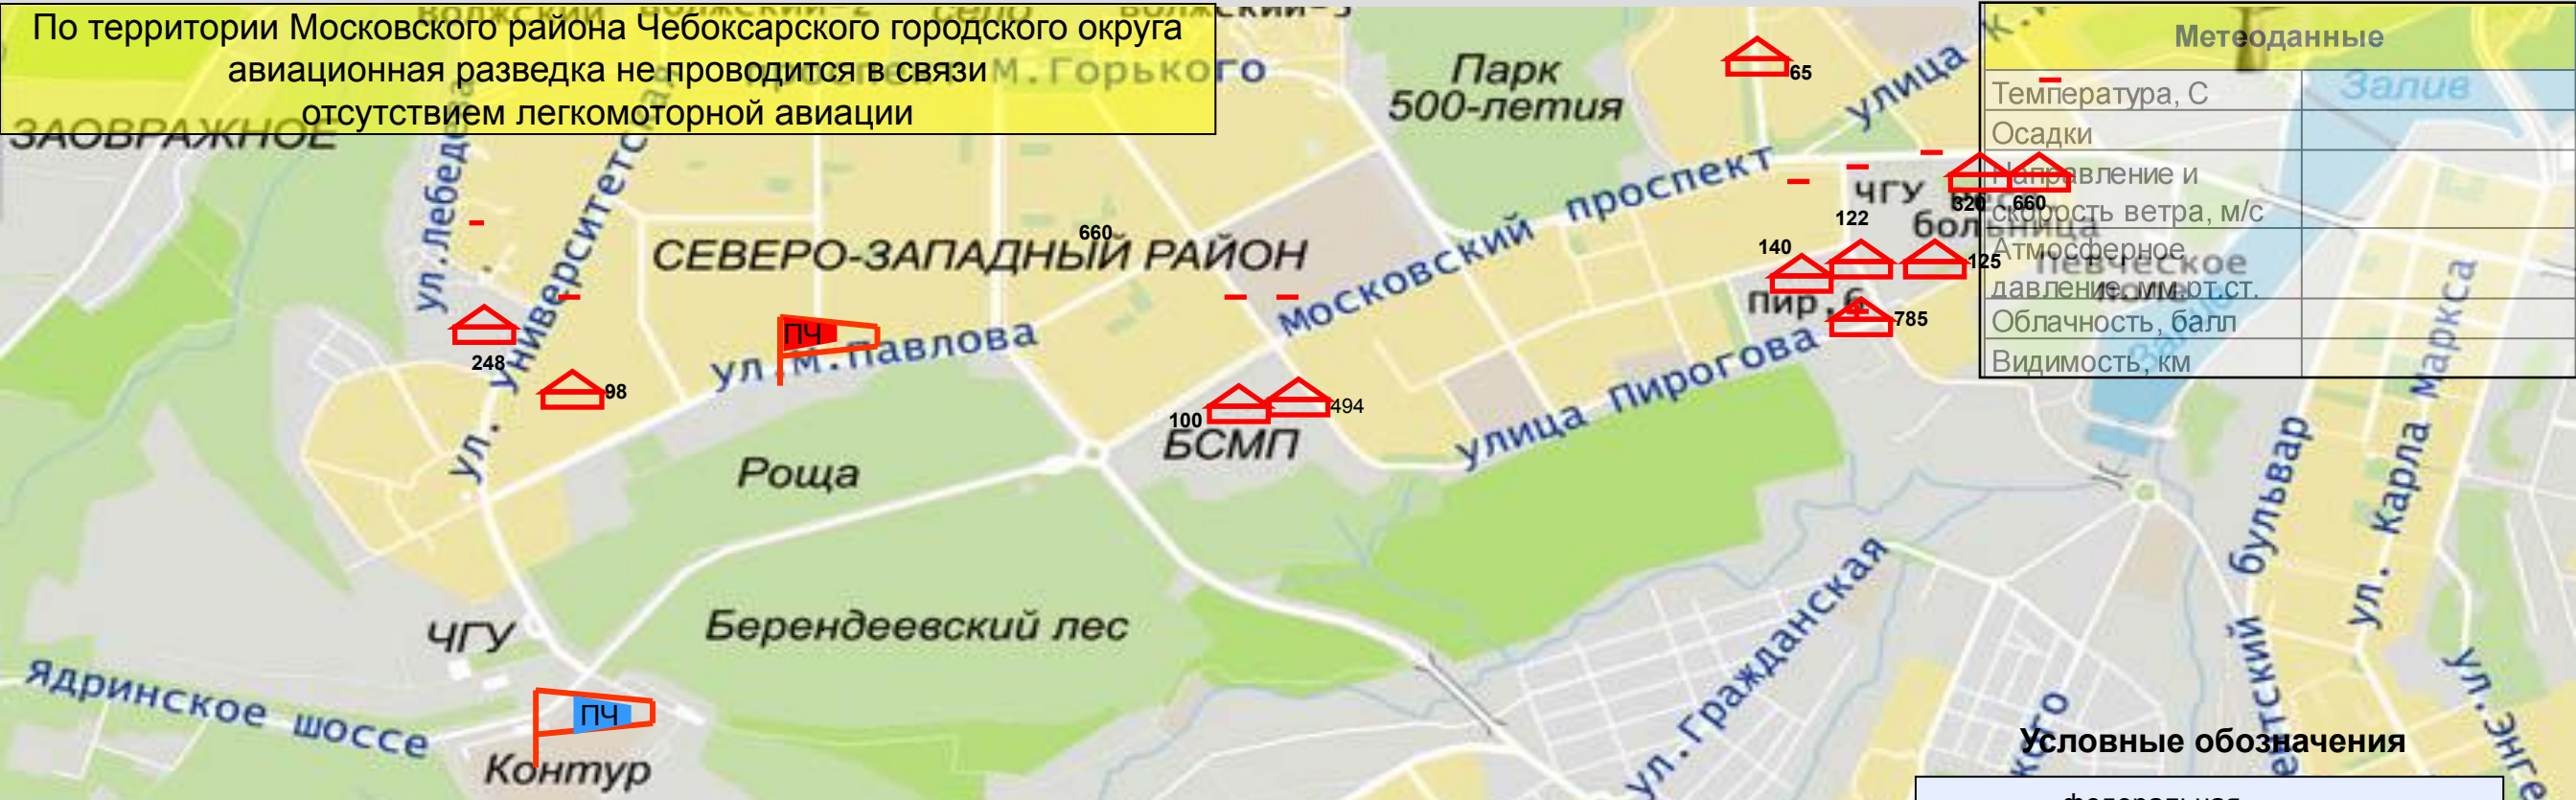 По территории Московского района Чебоксарского городского округа
авиационная разведка не проводится в связи
отсутствием легкомоторной авиации
М.Горького
ЗАОВРАЖНОЕ
ул.Лебедева
ул. Университетская
Парк
500-летия
65
улица
Метеоданные
Температура, С
Осадки
Направление и
скорость ветра, м/с
Атмосферное
давление, мм.рт.ст.
Облачность, балл
Видимость, км
Залив
660
СЕВЕРО-ЗАПАДНЫЙ РАЙОН
Московский проспект
ЧГУ
320
660
больница
122
140
125
певческое
Пир.6
785
248
98
ПЧ
ул.М.Павлова
улица Пирогова
100
494
БСМП
Роща
Берендеевский лес
ЧГУ
Ядринское шоссе
ПЧ
Контур
ул.Гражданская
бульвар
ул. Карла Маркса
ул.Энге
Условные обозначения
федеральная